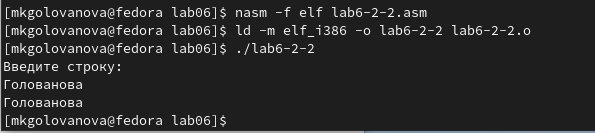 [mkgolovanova@fedora lab06]$ nasm -f elf lab6-2-2.asm
[mkgolovanova@fedora lab06]$ ld -m elf_i386 -o lab6-2-2 lab6-2-2.o
[mkgolovanova@fedora lab06]$ ./lab6-2-2
Введите строку:
Голованова
Голованова
[mkgolovanova@fedora lab06]$